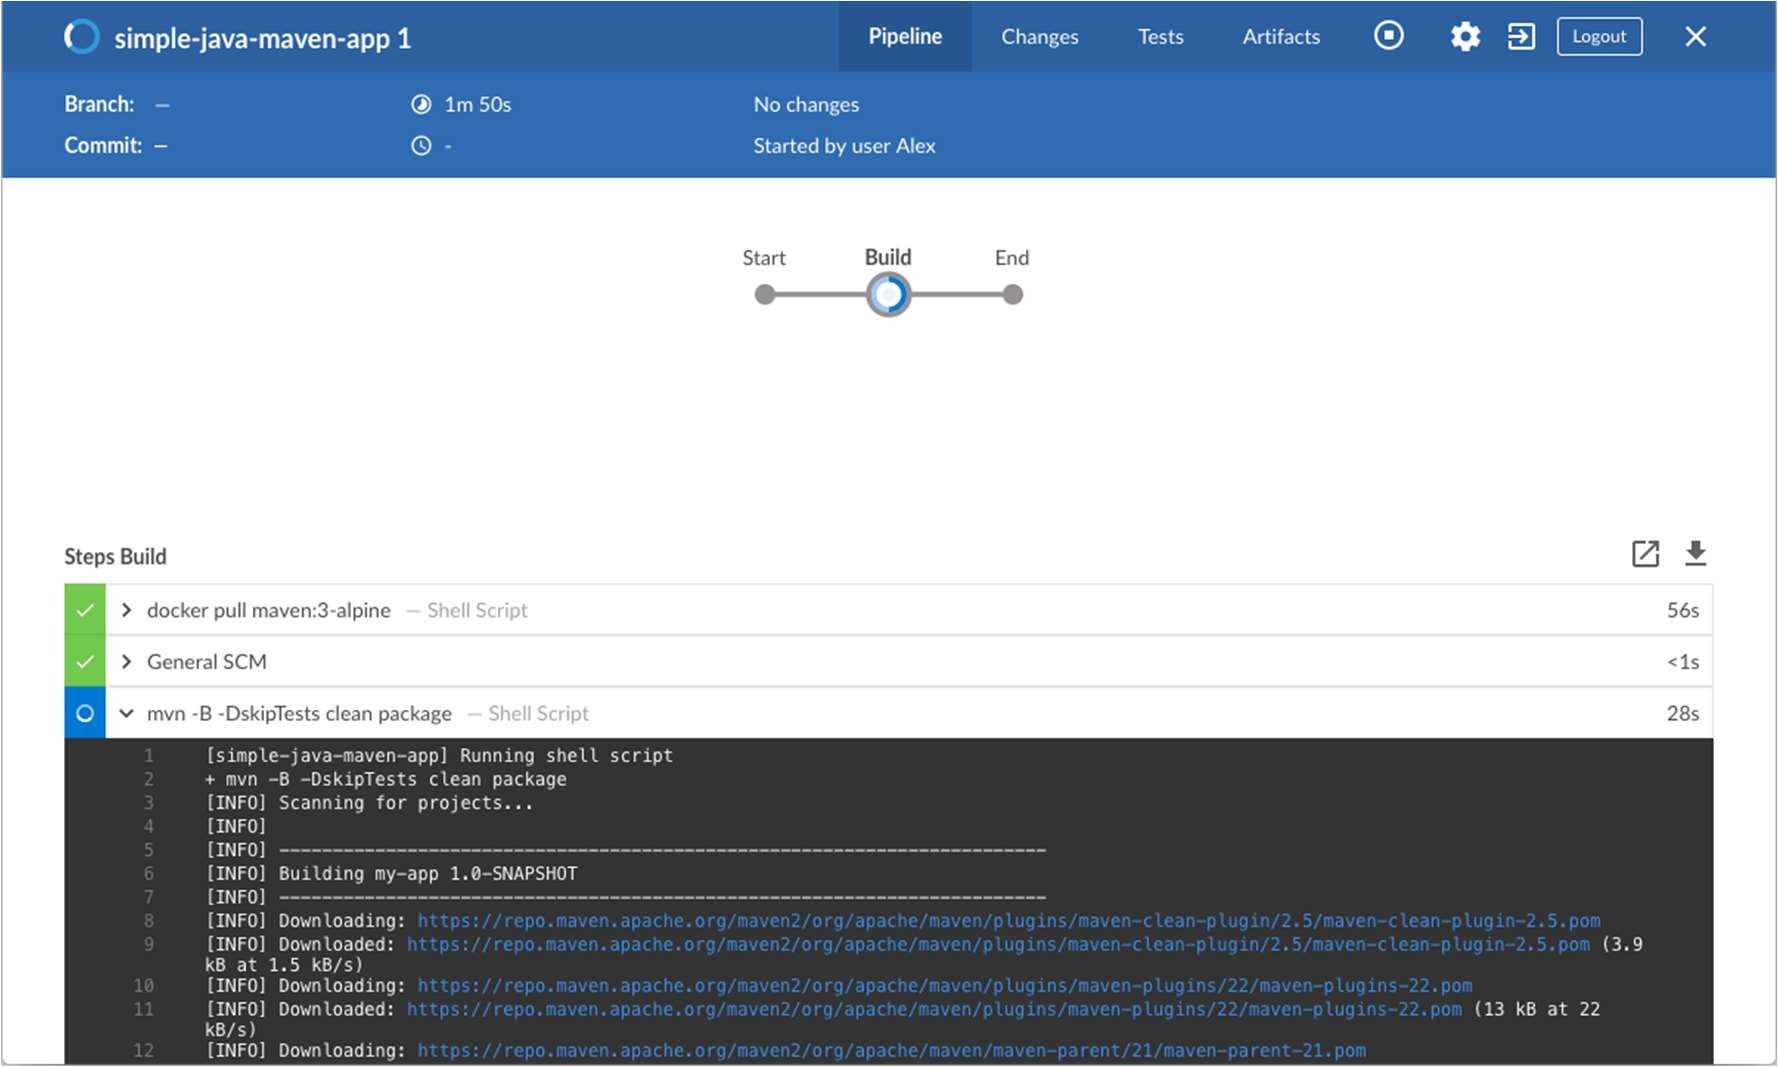 simple-java-maven-app 1 Pipeline Changes Tests Artifacts Logout
Branch: — 1m 50s No changes
Commit: — - Started by user Alex
Start Build End
Steps Build
docker pull maven:3-alpine — Shell Script 56s
General SCM <1s
mvn -B -DskipTests clean package — Shell Script 28s
1 [simple-java-maven-app] Running shell script
2 + mvn -B -DskipTests clean package
3 [INFO] Scanning for projects...
4 [INFO]
5 [INFO] ------------------------------------------------------------------------
6 [INFO] Building my-app 1.0-SNAPSHOT
7 [INFO] ------------------------------------------------------------------------
8 [INFO] Downloading: https://repo.maven.apache.org/maven2/org/apache/maven/plugins/maven-clean-plugin/2.5/maven-clean-plugin-2.5.pom
9 [INFO] Downloaded: https://repo.maven.apache.org/maven2/org/apache/maven/plugins/maven-clean-plugin/2.5/maven-clean-plugin-2.5.pom (3.9
kB at 1.5 kB/s)
10 [INFO] Downloading: https://repo.maven.apache.org/maven2/org/apache/maven/plugins/maven-plugins/22/maven-plugins-22.pom
11 [INFO] Downloaded: https://repo.maven.apache.org/maven2/org/apache/maven/plugins/maven-plugins/22/maven-plugins-22.pom (13 kB at 22
kB/s)
12 [INFO] Downloading: https://repo.maven.apache.org/maven2/org/apache/maven/maven-parent/21/maven-parent-21.pom